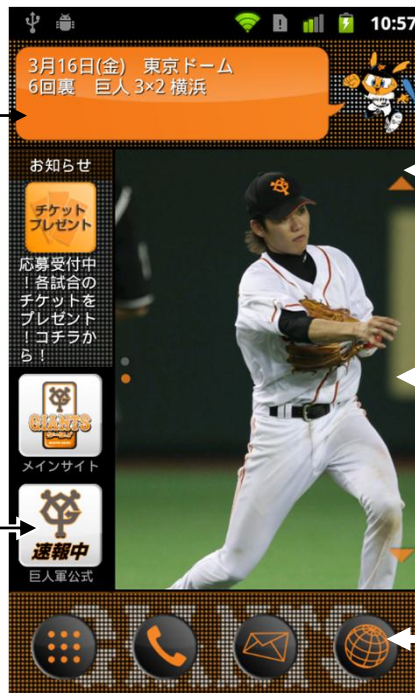 10:57
3月16日(金) 東京ドーム
6回裏 巨人 3×2 横浜
お知らせ
チケット
プレゼント
応募受付中
!各試合の
チケットを
プレゼント
!コチラか
ら!
GIANTS
メインサイト
速報中
巨人軍公式
GIANTS